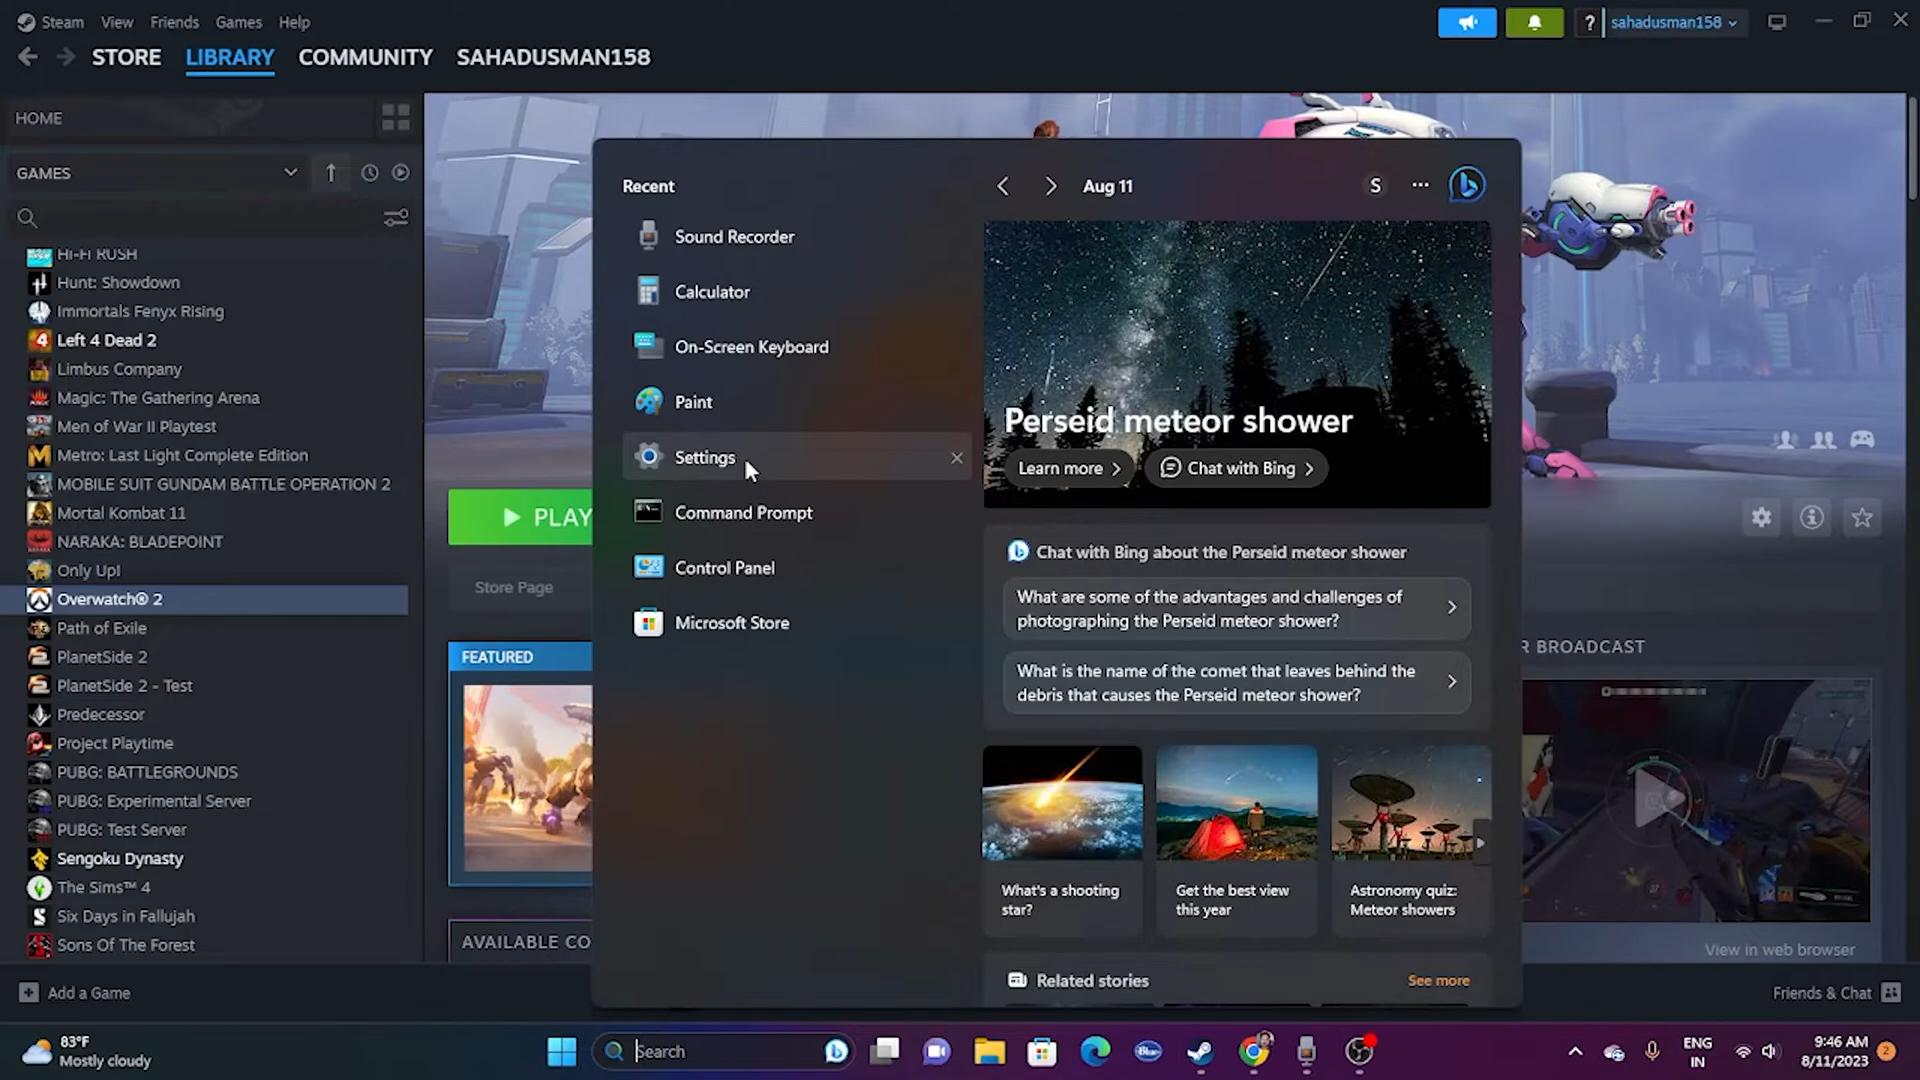 Steam View Friends Games Help
sahadusman158
STORE LIBRARY COMMUNITY SAHADUSMAN158
HOME
GAMES
HI-FI RUSH
Hunt: Showdown
Immortals Fenyx Rising
Left 4 Dead 2
Limbus Company
Magic: The Gathering Arena
Men of War II Playtest
Metro: Last Light Complete Edition
MOBILE SUIT GUNDAM BATTLE OPERATION 2
Mortal Kombat 11
NARAKA: BLADEPOINT
Only Up!
Overwatch® 2
Path of Exile
PlanetSide 2
PlanetSide 2 - Test
Predecessor
Project Playtime
PUBG: BATTLEGROUNDS
PUBG: Experimental Server
PUBG: Test Server
Sengoku Dynasty
The Sims™ 4
Six Days in Fallujah
Sons Of The Forest
Add a Game
PLAY
Store Page
FEATURED
AVAILABLE CO
Recent
Sound Recorder
Calculator
On-Screen Keyboard
Paint
Settings
Command Prompt
Control Panel
Microsoft Store
Aug 11
S
Perseid meteor shower
Learn more
Chat with Bing
Chat with Bing about the Perseid meteor shower
What are some of the advantages and challenges of
photographing the Perseid meteor shower?
What is the name of the comet that leaves behind the
debris that causes the Perseid meteor shower?
What's a shooting
star?
Get the best view
this year
Astronomy quiz:
Meteor showers
Related stories
See more
R BROADCAST
View in web browser
Friends & Chat
83°F
Mostly cloudy
Search
ENG
IN
9:46 AM
8/11/2023
2